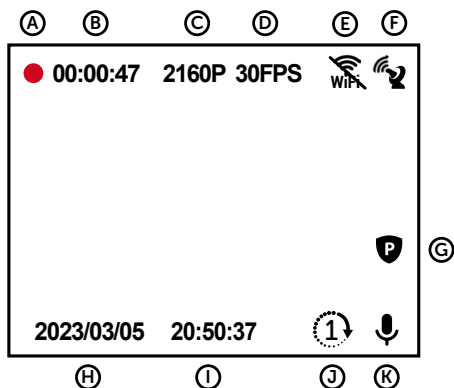 A B C D E F
00:00:47 2160P 30FPS WiFi
P G
2023/03/05 20:50:37 1
H I J K